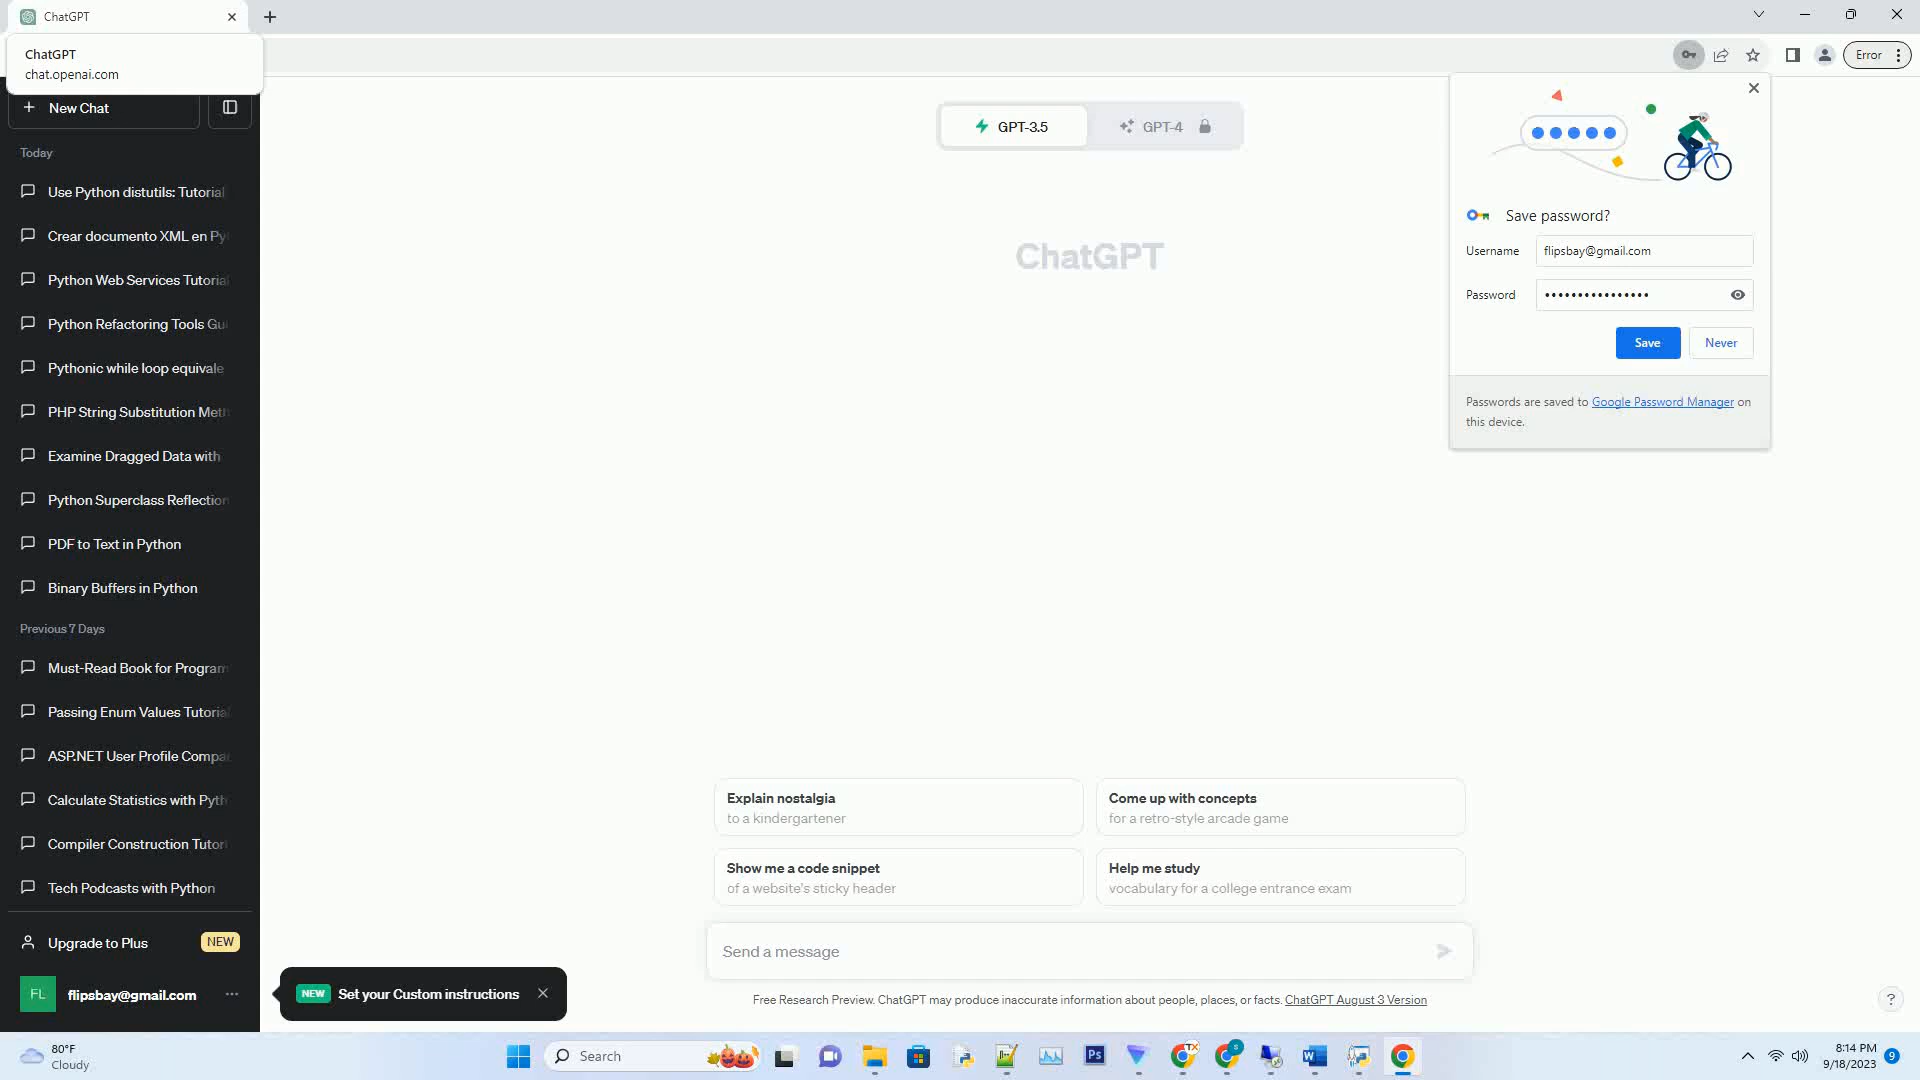 ChatGPT
ChatGPT
chat.openai.com
Error
New Chat
Today
Use Python distutils: Tutorial
Crear documento XML en Py
Python Web Services Tutorial
Python Refactoring Tools Gu
Pythonic while loop equivale
PHP String Substitution Meth
Examine Dragged Data with
Python Superclass Reflection
PDF to Text in Python
Binary Buffers in Python
Previous 7 Days
Must-Read Book for Program
Passing Enum Values Tutoria
ASP.NET User Profile Compa
Calculate Statistics with Pyth
Compiler Construction Tutor
Tech Podcasts with Python
Upgrade to Plus NEW
FL flipsbay@gmail.com
NEW Set your Custom instructions
GPT-3.5 GPT-4
ChatGPT
Save password?
Username flipsbay@gmail.com
Password ••••••••••••••••
Save Never
Passwords are saved to Google Password Manager on
this device.
Explain nostalgia
to a kindergartener
Come up with concepts
for a retro-style arcade game
Show me a code snippet
of a website's sticky header
Help me study
vocabulary for a college entrance exam
Send a message
Free Research Preview. ChatGPT may produce inaccurate information about people, places, or facts. ChatGPT August 3 Version
?
80°F
Cloudy
Search
Ps
TX
S
W
8:14 PM
9/18/2023
9